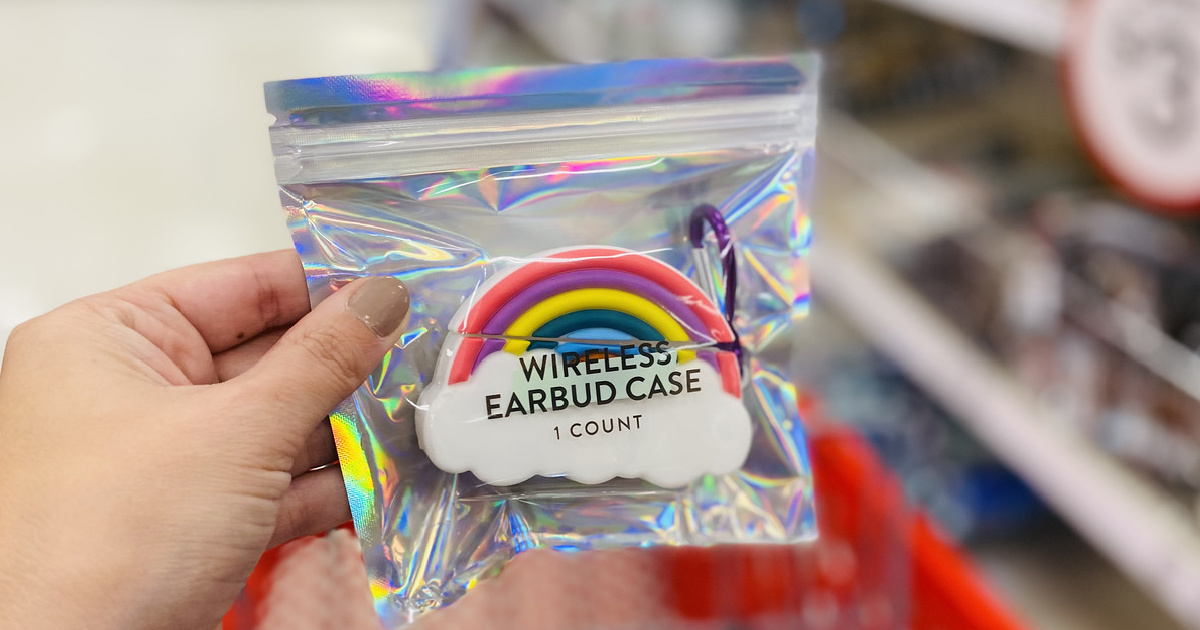 WIRELESS
EARBUD CASE
1 COUNT